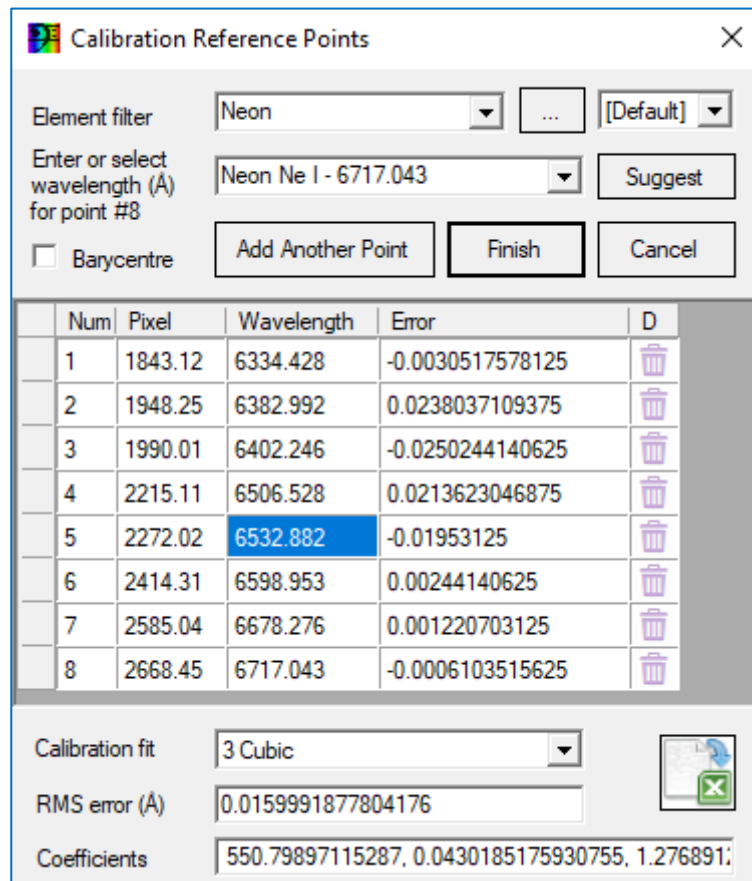 Calibration Reference Points
Element filter Neon ... [Default]
Enter or select
wavelength (Å)
for point #8
Neon Ne I - 6717.043 Suggest
Barycentre Add Another Point Finish Cancel
Num Pixel Wavelength Error D
1 1843.12 6334.428 -0.0030517578125
2 1948.25 6382.992 0.0238037109375
3 1990.01 6402.246 -0.0250244140625
4 2215.11 6506.528 0.0213623046875
5 2272.02 6532.882 -0.01953125
6 2414.31 6598.953 0.00244140625
7 2585.04 6678.276 0.001220703125
8 2668.45 6717.043 -0.0006103515625
Calibration fit 3 Cubic
RMS error (Å) 0.0159991877804176
Coefficients 550.79897115287, 0.0430185175930755, 1.2768912